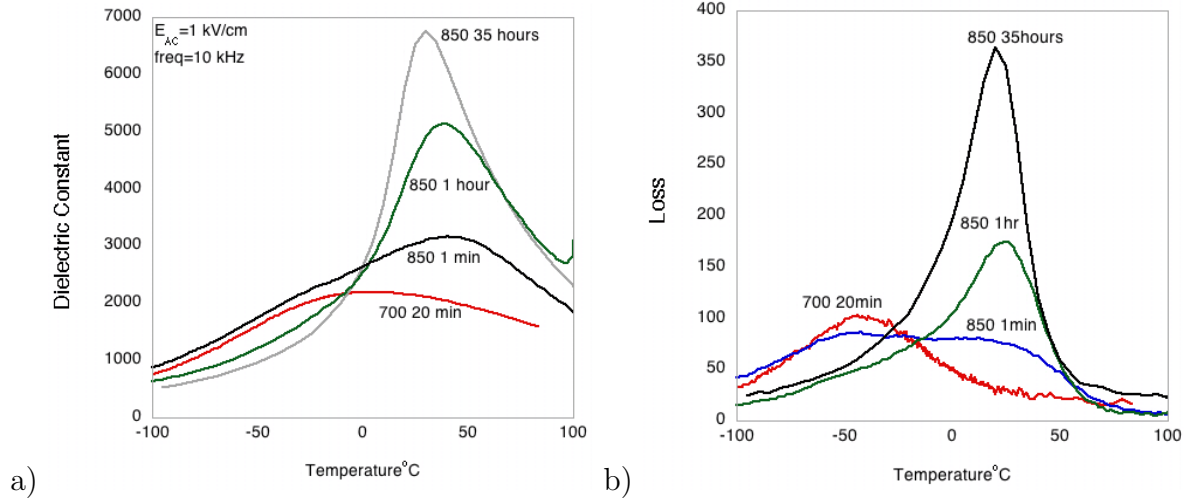 7000
6000
5000
4000
3000
2000
1000
0
E_AC=1 kV/cm
freq=10 kHz
850 35 hours
850 1 hour
850 1 min
700 20 min
Dielectric Constant
-100 -50 0 50 100
Temperature°C
a)
400
350
300
250
200
150
100
50
0
850 35hours
850 1hr
700 20min
850 1min
Loss
-100 -50 0 50 100
Temperature°C
b)